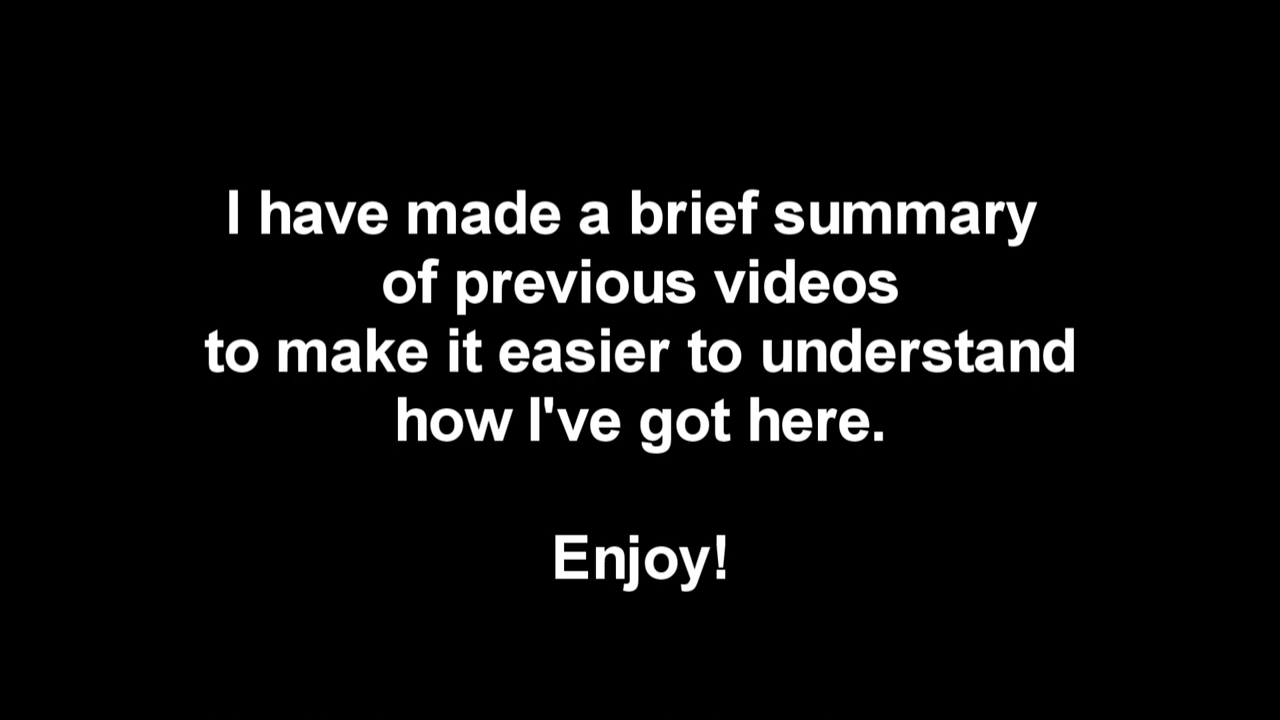 I have made a brief summary
of previous videos
to make it easier to understand
how I've got here.
Enjoy!